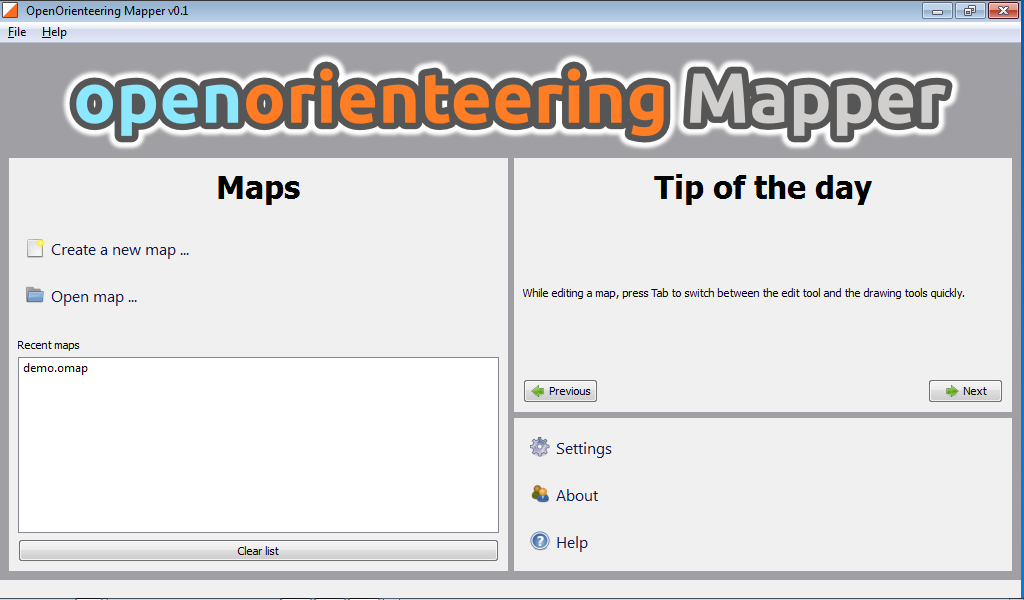 OpenOrienteering Mapper v0.1
File Help
openorienteering Mapper
Maps
Create a new map ...
Open map ...
Recent maps
demo.omap
Clear list
Tip of the day
While editing a map, press Tab to switch between the edit tool and the drawing tools quickly.
Previous
Next
Settings
About
Help